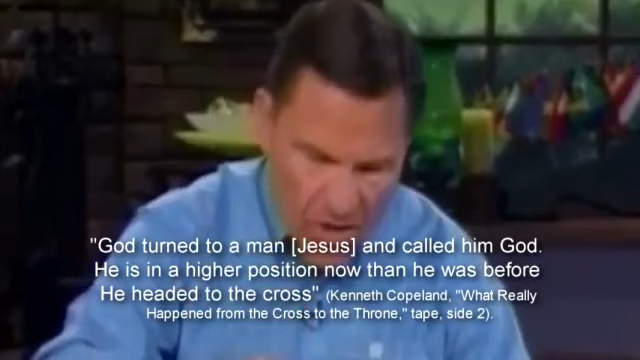 "God turned to a man [Jesus] and called him God.
He is in a higher position now than he was before
He headed to the cross" (Kenneth Copeland, "What Really
Happened from the Cross to the Throne," tape, side 2).